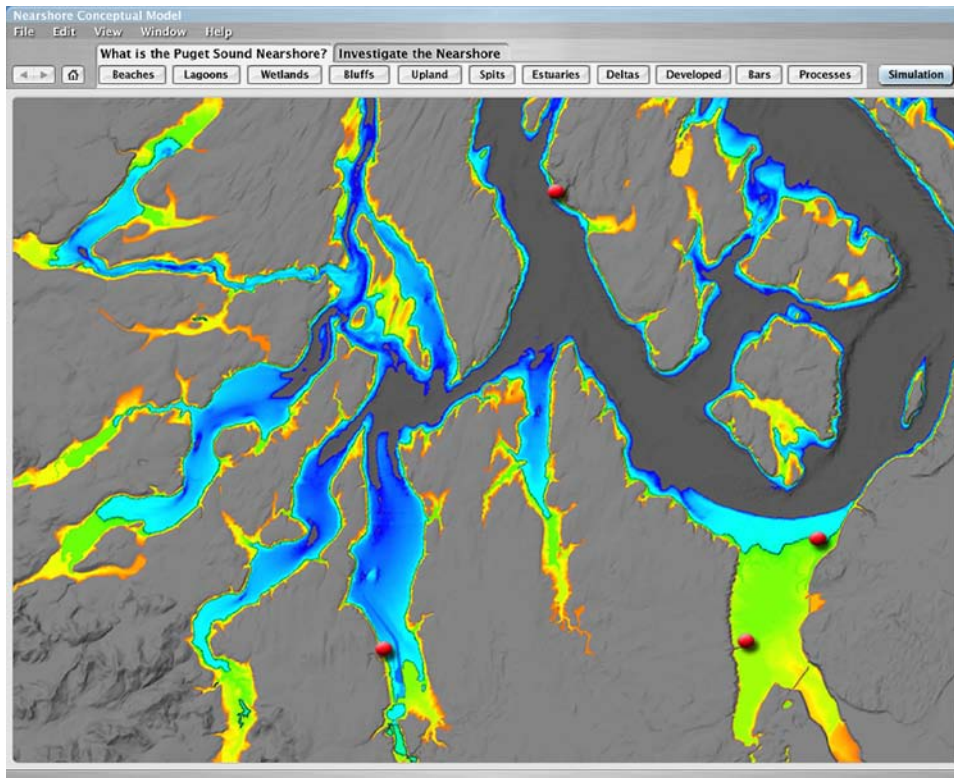 Nearshore Conceptual Model
File Edit View Window Help
What is the Puget Sound Nearshore? Investigate the Nearshore
Beaches Lagoons Wetlands Bluffs Upland Spits Estuaries Deltas Developed Bars Processes Simulation